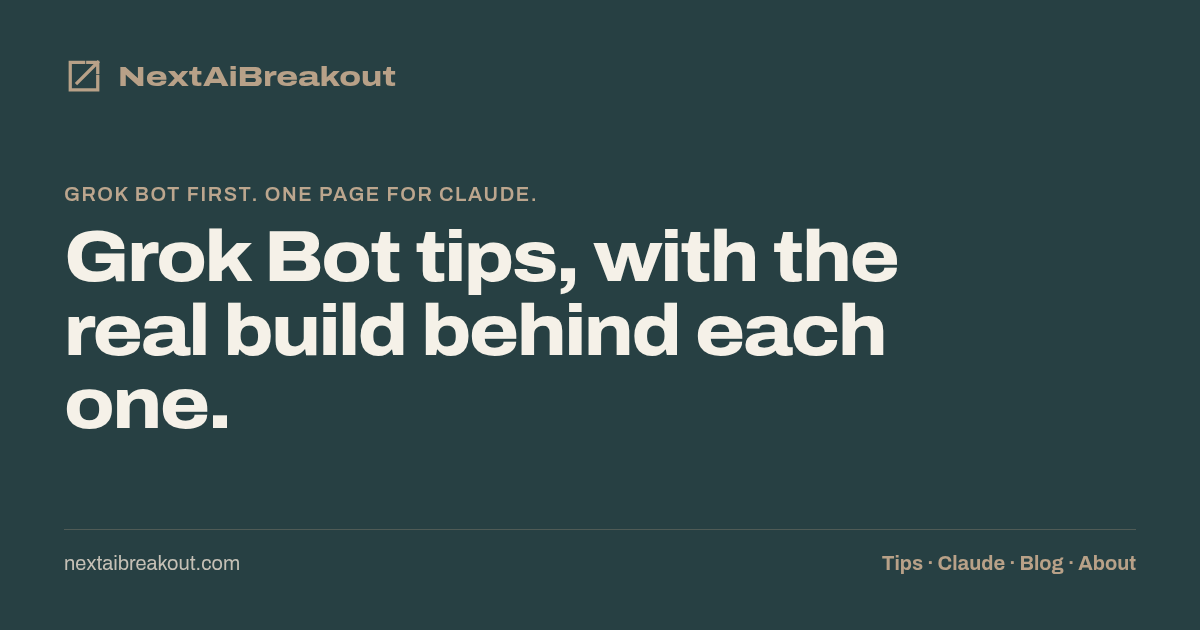 NextAiBreakout
GROK BOT FIRST. ONE PAGE FOR CLAUDE.
Grok Bot tips, with the
real build behind each
one.
nextaibreakout.com
Tips · Claude · Blog · About